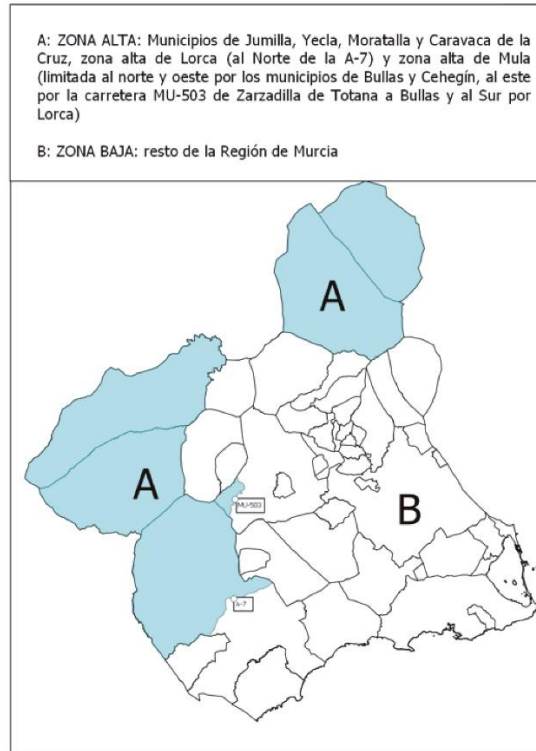 A: ZONA ALTA: Municipios de Jumilla, Yecla, Moratalla y Caravaca de la
Cruz, zona alta de Lorca (al Norte de la A-7) y zona alta de Mula
(limitada al norte y oeste por los municipios de Bullas y Cehegín, al este
por la carretera MU-503 de Zarzadilla de Totana a Bullas y al Sur por
Lorca)
B: ZONA BAJA: resto de la Región de Murcia
A
A
MU-503
B
A-7